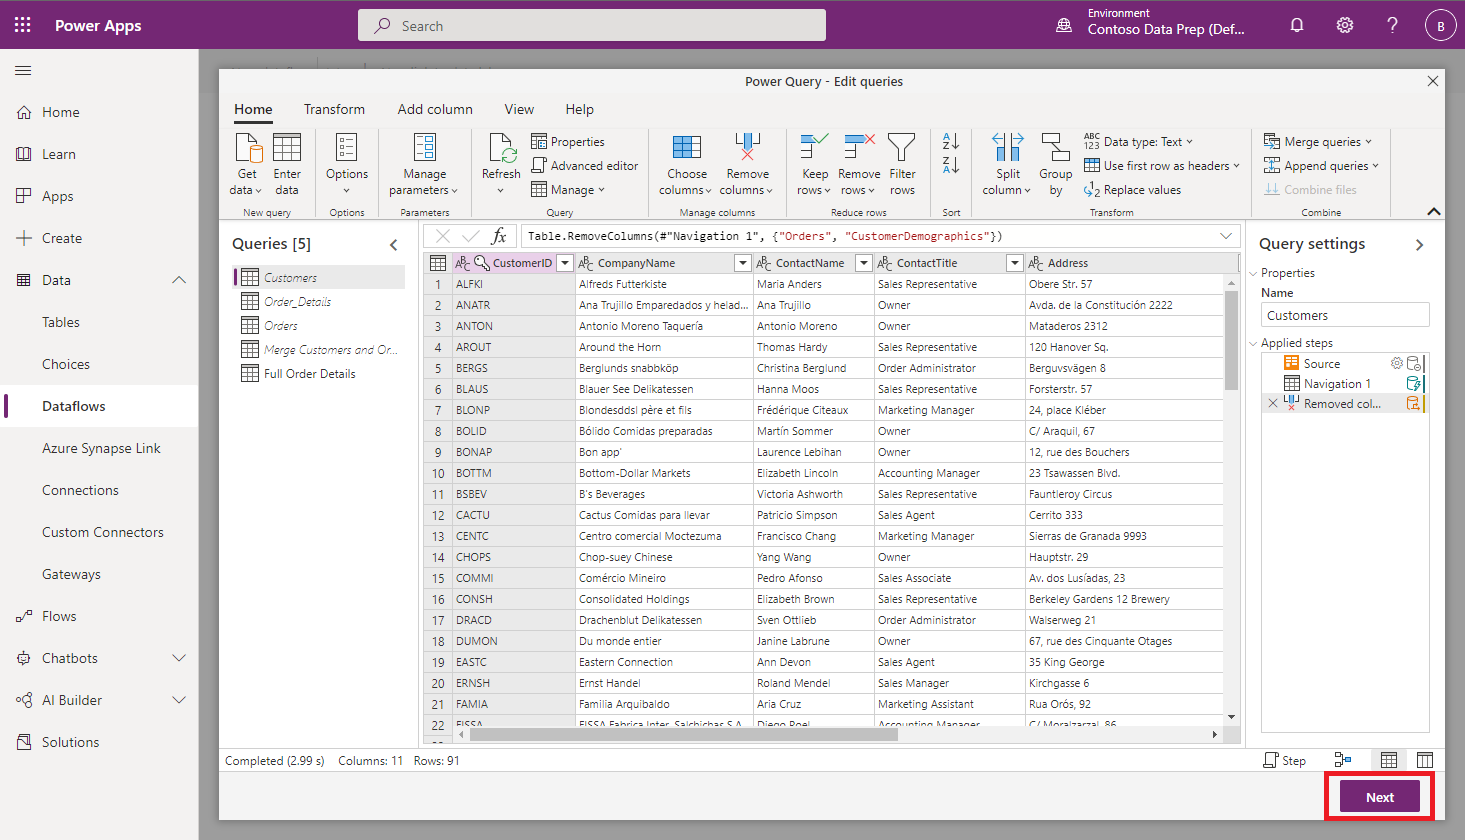 Power Apps
Search
Environment
Contoso Data Prep (Def...
B
Home
Learn
Apps
Create
Data
Tables
Choices
Dataflows
Azure Synapse Link
Connections
Custom Connectors
Gateways
Flows
Chatbots
AI Builder
Solutions
Power Query - Edit queries
Home Transform Add column View Help
Get data
Enter data
New query
Options
Options
Manage parameters
Parameters
Refresh
Properties
Advanced editor
Manage
Query
Choose columns
Remove columns
Manage columns
Keep rows
Remove rows
Filter rows
Reduce rows
Sort
Split column
Group by
Data type: Text
Use first row as headers
Replace values
Transform
Merge queries
Append queries
Combine files
Combine
Queries [5]
Customers
Order_Details
Orders
Merge Customers and Or...
Full Order Details
fx Table.RemoveColumns(#"Navigation 1", {"Orders", "CustomerDemographics"})
CustomerID CompanyName ContactName ContactTitle Address
1 ALFKI Alfreds Futterkiste Maria Anders Sales Representative Obere Str. 57
2 ANATR Ana Trujillo Emparedados y helad... Ana Trujillo Owner Avda. de la Constitución 2222
3 ANTON Antonio Moreno Taquería Antonio Moreno Owner Mataderos 2312
4 AROUT Around the Horn Thomas Hardy Sales Representative 120 Hanover Sq.
5 BERGS Berglunds snabbköp Christina Berglund Order Administrator Berguvsvägen 8
6 BLAUS Blauer See Delikatessen Hanna Moos Sales Representative Forsterstr. 57
7 BLONP Blondesddsl père et fils Frédérique Citeaux Marketing Manager 24, place Kléber
8 BOLID Bólido Comidas preparadas Martín Sommer Owner C/ Araquil, 67
9 BONAP Bon app' Laurence Lebihan Owner 12, rue des Bouchers
10 BOTTM Bottom-Dollar Markets Elizabeth Lincoln Accounting Manager 23 Tsawassen Blvd.
11 BSBEV B's Beverages Victoria Ashworth Sales Representative Fauntleroy Circus
12 CACTU Cactus Comidas para llevar Patricio Simpson Sales Agent Cerrito 333
13 CENTC Centro comercial Moctezuma Francisco Chang Marketing Manager Sierras de Granada 9993
14 CHOPS Chop-suey Chinese Yang Wang Owner Hauptstr. 29
15 COMMI Comércio Mineiro Pedro Afonso Sales Associate Av. dos Lusíadas, 23
16 CONSH Consolidated Holdings Elizabeth Brown Sales Representative Berkeley Gardens 12 Brewery
17 DRACD Drachenblut Delikatessen Sven Ottlieb Order Administrator Walserweg 21
18 DUMON Du monde entier Janine Labrune Owner 67, rue des Cinquante Otages
19 EASTC Eastern Connection Ann Devon Sales Agent 35 King George
20 ERNSH Ernst Handel Roland Mendel Sales Manager Kirchgasse 6
21 FAMIA Familia Arquibaldo Aria Cruz Marketing Assistant Rua Orós, 92
22 FISSA FISSA Fabrica Inter. Salchichas S.A. Diego Roel Accounting Manager C/ Moralzarzal, 86
Query settings
Properties
Name
Customers
Applied steps
Source
Navigation 1
Removed col...
Completed (2.99 s) Columns: 11 Rows: 91
Step
Next